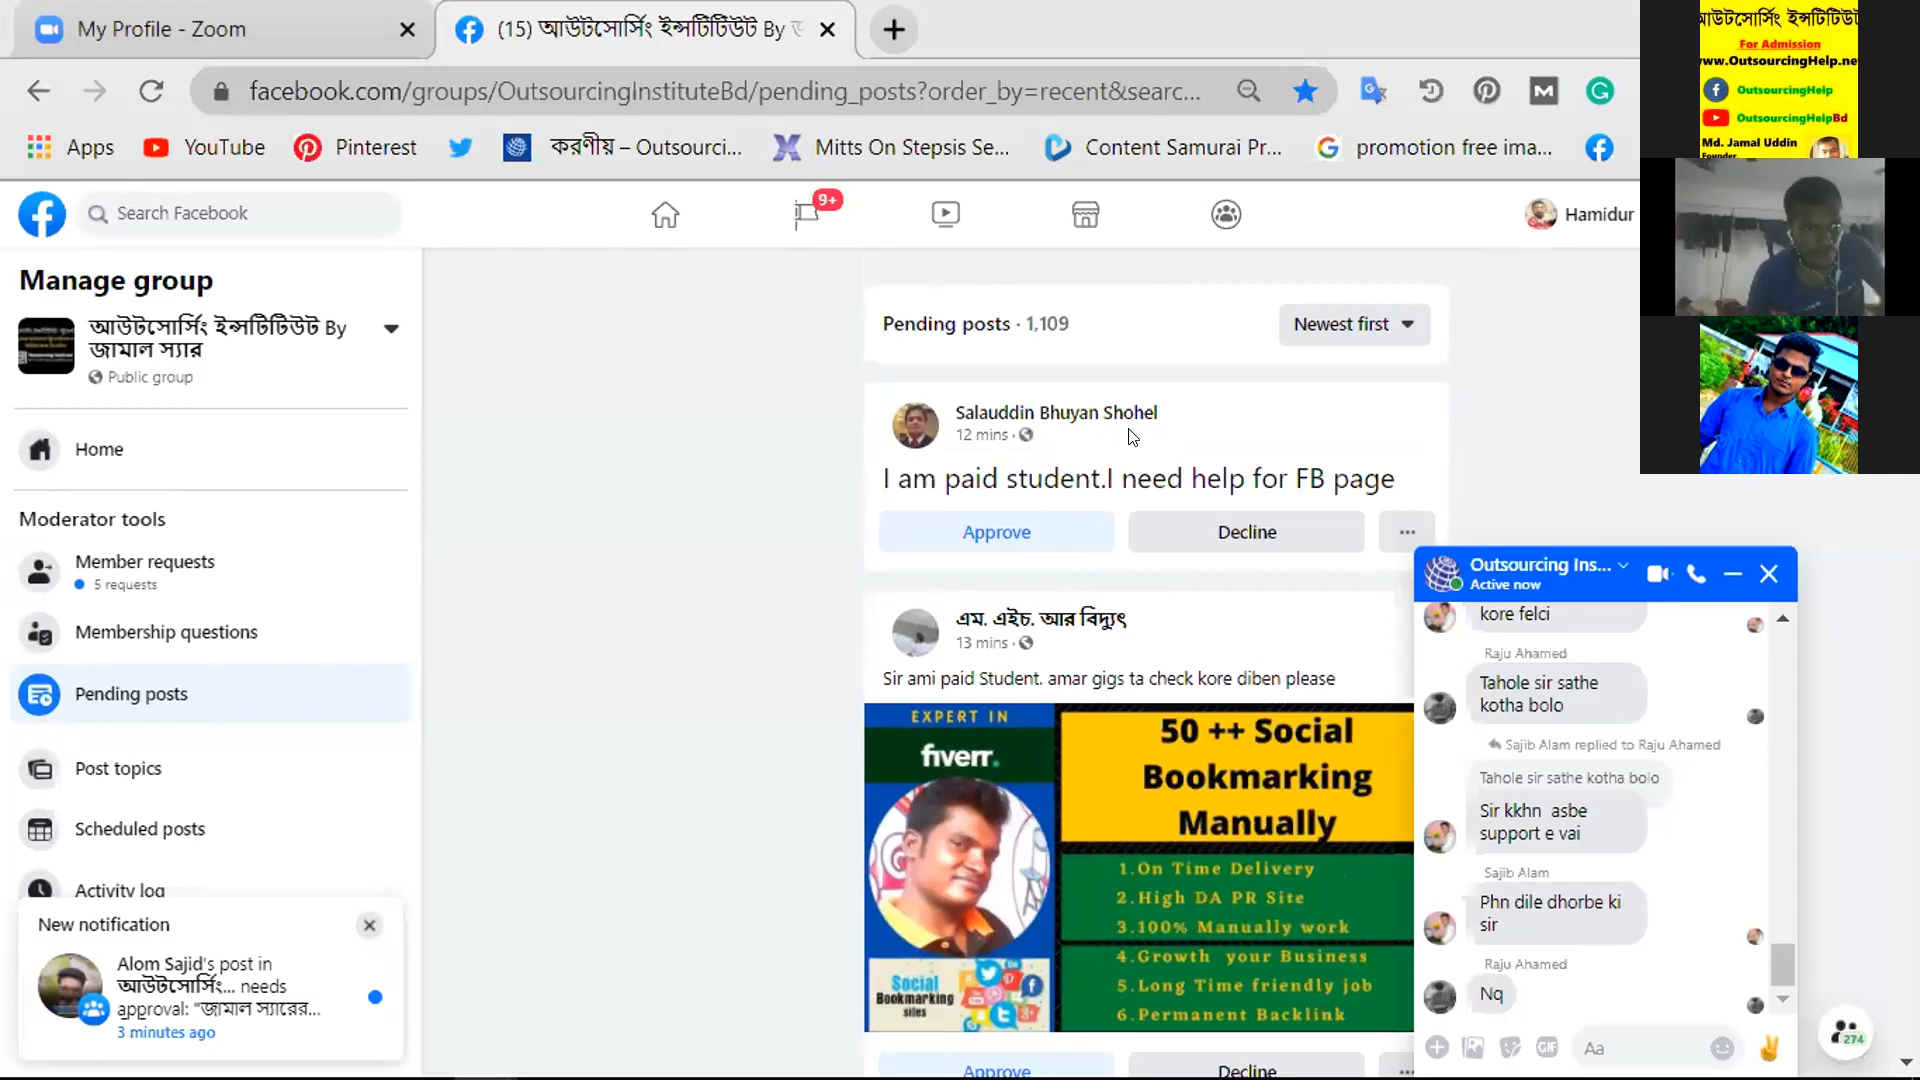 My Profile - Zoom
(15) আউটসোর্সিং ইন্সটিটিউট By
facebook.com/groups/OutsourcingInstituteBd/pending_posts?order_by=recent&searc...
Apps
YouTube
Pinterest
করণীয় – Outsourci...
Mitts On Stepsis Se...
Content Samurai Pr...
promotion free ima...
Search Facebook
9+
Hamidur
Manage group
আউটসোর্সিং ইন্সটিটিউট By
জামাল স্যার
Public group
Home
Moderator tools
Member requests
5 requests
Membership questions
Pending posts
Post topics
Scheduled posts
Activity log
New notification
Alom Sajid's post in
আউটসোর্সিং... needs
approval: "জামাল স্যারের...
3 minutes ago
Pending posts · 1,109
Newest first
Salauddin Bhuyan Shohel
12 mins ·
I am paid student.I need help for FB page
Approve
Decline
এম. এইচ. আর বিদ্যুৎ
13 mins ·
Sir ami paid Student. amar gigs ta check kore diben please
EXPERT IN
fiverr.
Social
Bookmarking
sites
50 ++ Social
Bookmarking
Manually
1.On Time Delivery
2.High DA PR Site
3.100% Manually work
4.Growth your Business
5.Long Time friendly job
6.Permanent Backlink
Approve
Decline
Outsourcing Ins...
Active now
kore felci
Raju Ahamed
Tahole sir sathe
kotha bolo
Sajib Alam replied to Raju Ahamed
Tahole sir sathe kotha bolo
Sir kkhn asbe
support e vai
Sajib Alam
Phn dile dhorbe ki
sir
Raju Ahamed
Nq
GIF
Aa
274
আউটসোর্সিং ইন্সটিটিউট
For Admission
www.OutsourcingHelp.ne
OutsourcingHelp
OutsourcingHelpBd
Md. Jamal Uddin
Founder